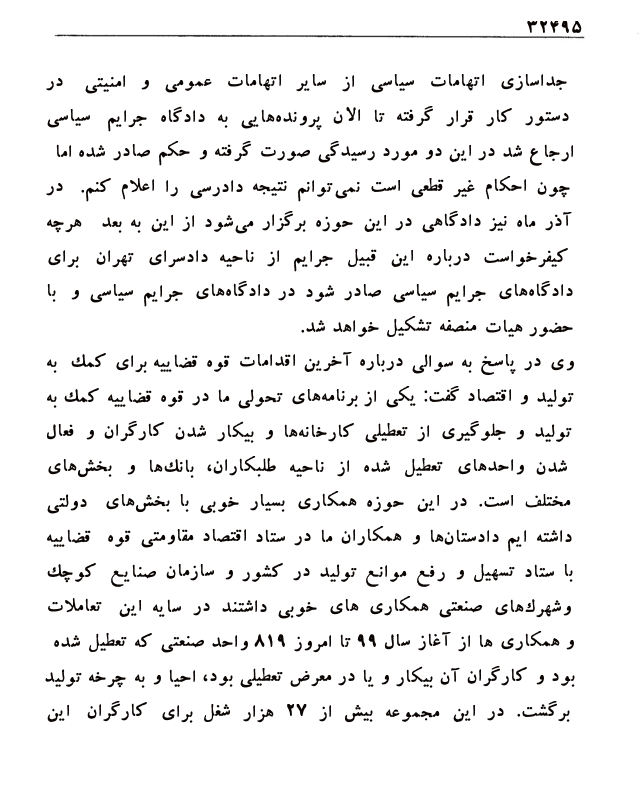 ۳۲۴۹۵
جداسازی اتهامات سیاسی از سایر اتهامات عمومی و امنیتی در
دستور کار قرار گرفته تا الان پرونده‌هایی به دادگاه جرایم سیاسی
ارجاع شد در این دو مورد رسیدگی صورت گرفته و حکم صادر شده اما
چون احکام غیر قطعی است نمی‌توانم نتیجه دادرسی را اعلام کنم. در
آذر ماه نیز دادگاهی در این حوزه برگزار می‌شود از این به بعد هرچه
کیفرخواست درباره این قبیل جرایم از ناحیه دادسرای تهران برای
دادگاه‌های جرایم سیاسی صادر شود در دادگاه‌های جرایم سیاسی و با
حضور هیات منصفه تشکیل خواهد شد.
وی در پاسخ به سوالی درباره آخرین اقدامات قوه قضاییه برای کمک به
تولید و اقتصاد گفت: یکی از برنامه‌های تحولی ما در قوه قضاییه کمک به
تولید و جلوگیری از تعطیلی کارخانه‌ها و بیکار شدن کارگران و فعال
شدن واحدهای تعطیل شده از ناحیه طلبکاران، بانک‌ها و بخش‌های
مختلف است. در این حوزه همکاری بسیار خوبی با بخش‌های دولتی
داشته ایم دادستان‌ها و همکاران ما در ستاد اقتصاد مقاومتی قوه قضاییه
با ستاد تسهیل و رفع موانع تولید در کشور و سازمان صنایع کوچک
وشهرک‌های صنعتی همکاری های خوبی داشتند در سایه این تعاملات
و همکاری ها از آغاز سال ۹۹ تا امروز ۸۱۹ واحد صنعتی که تعطیل شده
بود و کارگران آن بیکار و یا در معرض تعطیلی بود، احیا و به چرخه تولید
برگشت. در این مجموعه بیش از ۲۷ هزار شغل برای کارگران این